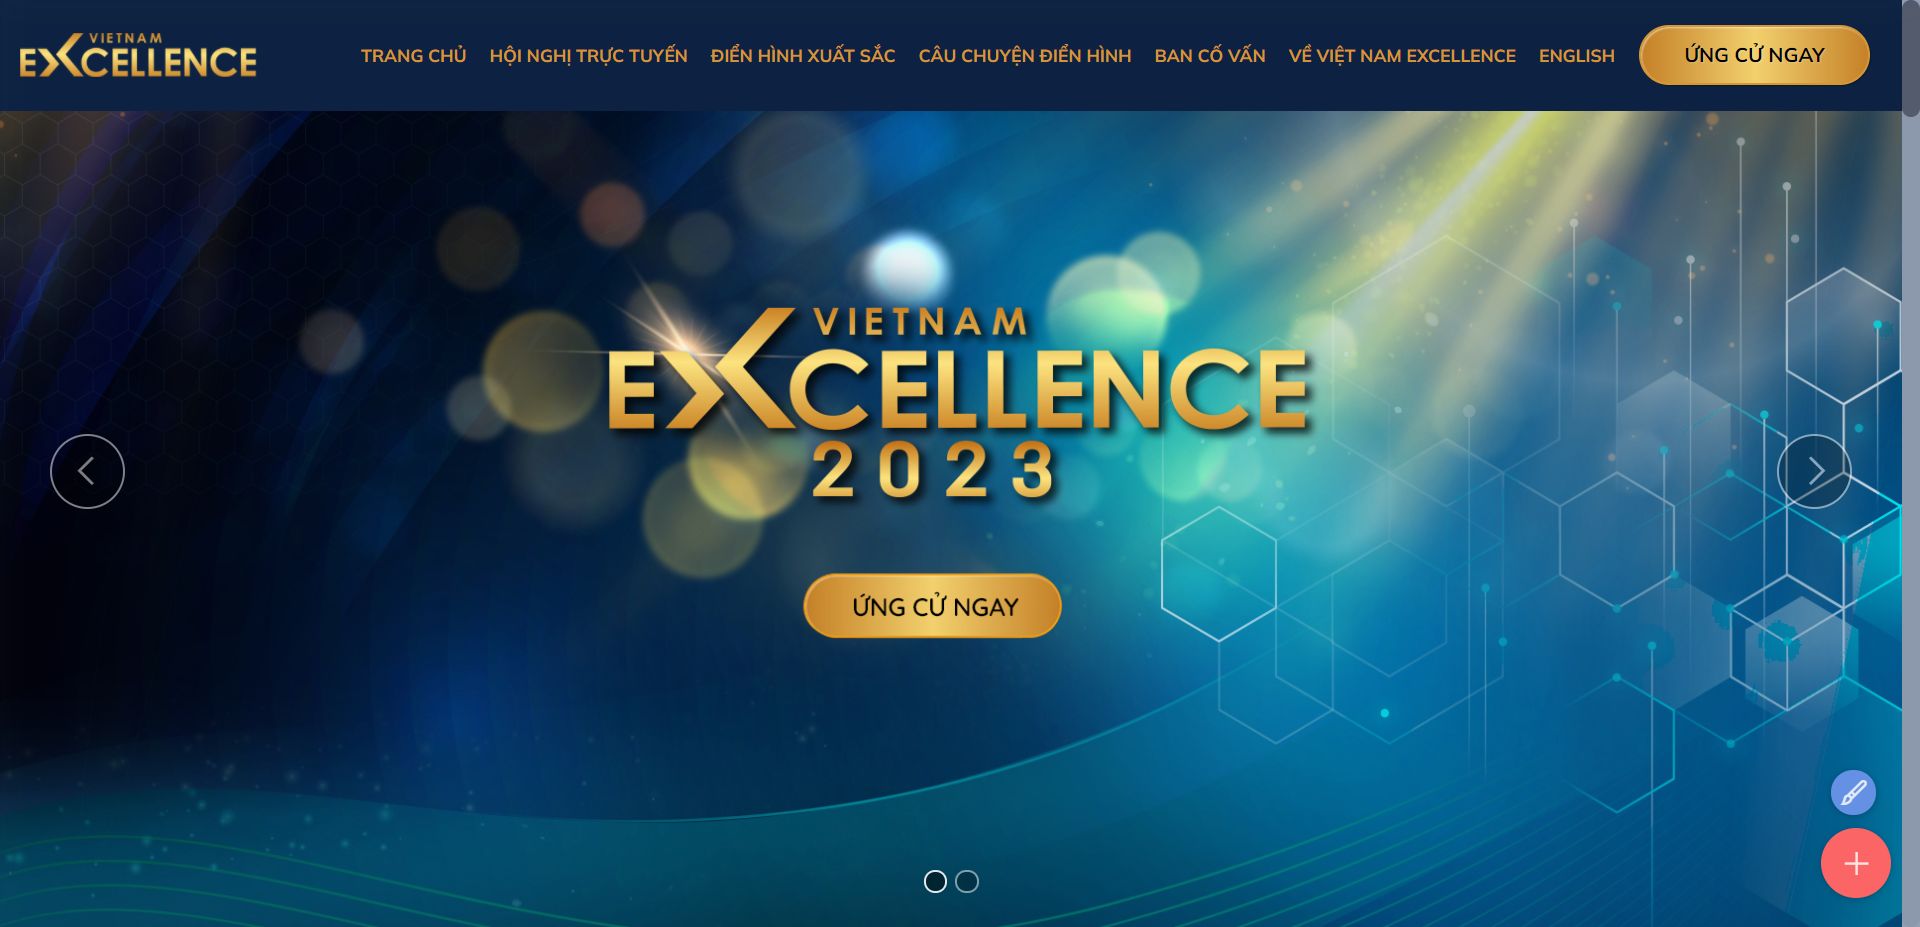 VIETNAM
EXCELLENCE
TRANG CHỦ
HỘI NGHỊ TRỰC TUYẾN
ĐIỂN HÌNH XUẤT SẮC
CÂU CHUYỆN ĐIỂN HÌNH
BAN CỐ VẤN
VỀ VIỆT NAM EXCELLENCE
ENGLISH
ỨNG CỬ NGAY
VIETNAM
EXCELLENCE
2023
ỨNG CỬ NGAY